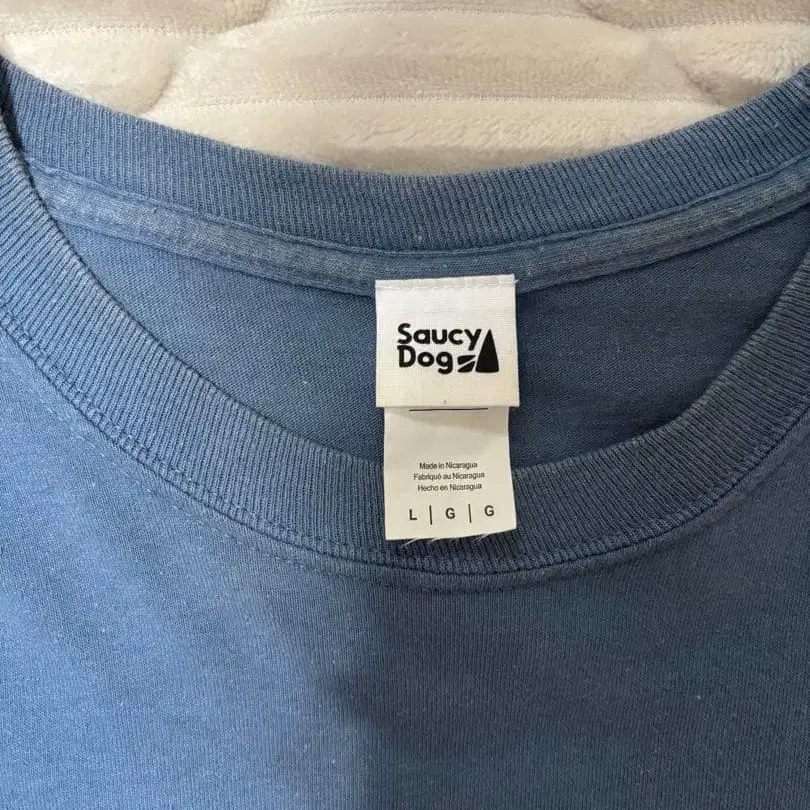 Saucy
Dog
Made in Nicaragua
Fabriqué au Nicaragua
Hecho en Nicaragua
L | G | G